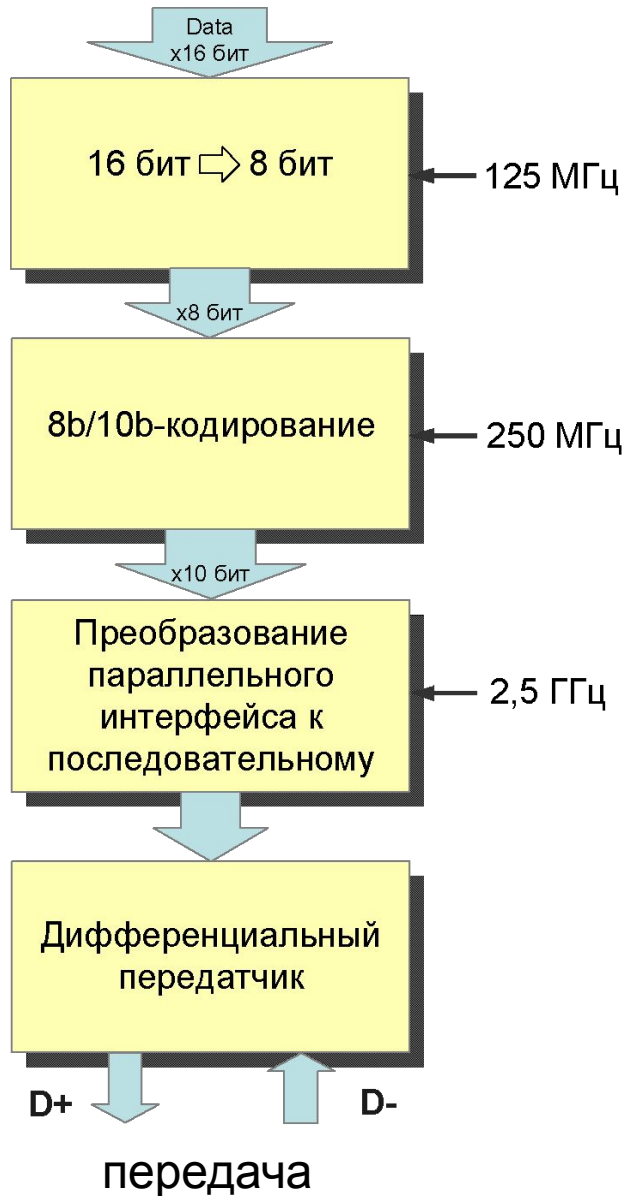 Data
x16 бит
16 бит ⇨ 8 бит
125 МГц
x8 бит
8b/10b-кодирование
250 МГц
x10 бит
Преобразование
параллельного
интерфейса к
последовательному
2,5 ГГц
Дифференциальный
передатчик
D+
D-
передача